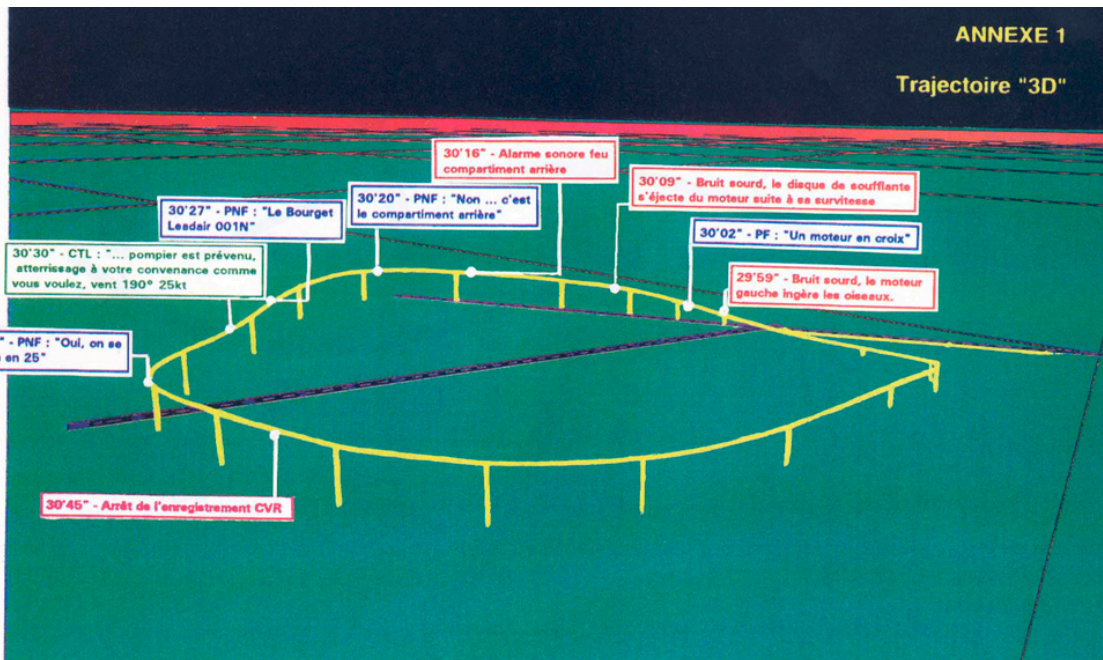 ANNEXE 1
Trajectoire "3D"
30'16" - Alarme sonore feu
compartiment arrière
30'09" - Bruit sourd, le disque de soufflante
s'éjecte du moteur suite à sa survitesse
30'20" - PNF : "Non ... c'est
le compartiment arrière"
30'27" - PNF : "Le Bourget
Leadair 001N"
30'02" - PF : "Un moteur en croix"
30'30" - CTL : "... pompier est prévenu,
atterrissage à votre convenance comme
vous voulez, vent 190° 25kt
29'59" - Bruit sourd, le moteur
gauche ingère les oiseaux.
" - PNF : "Oui, on se
en 25"
30'45" - Arrêt de l'enregistrement CVR